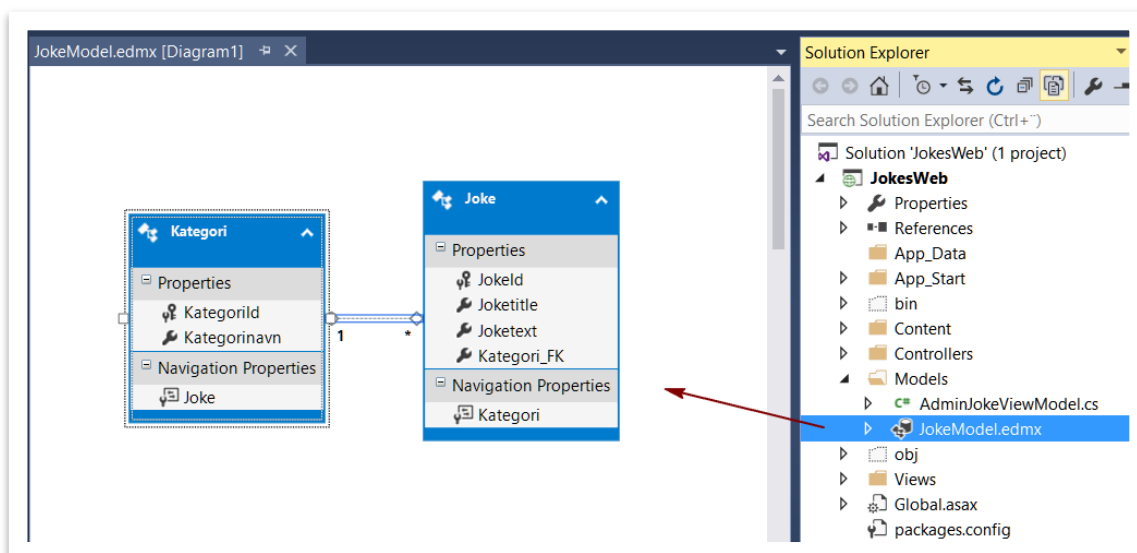 JokeModel.edmx [Diagram1]
Kategori
Properties
KategoriId
Kategorinavn
Navigation Properties
Joke
1
*
Joke
Properties
JokeId
Joketitle
Joketext
Kategori_FK
Navigation Properties
Kategori
Solution Explorer
Search Solution Explorer (Ctrl+¨)
Solution 'JokesWeb' (1 project)
JokesWeb
Properties
References
App_Data
App_Start
bin
Content
Controllers
Models
C# AdminJokeViewModel.cs
JokeModel.edmx
obj
Views
Global.asax
packages.config